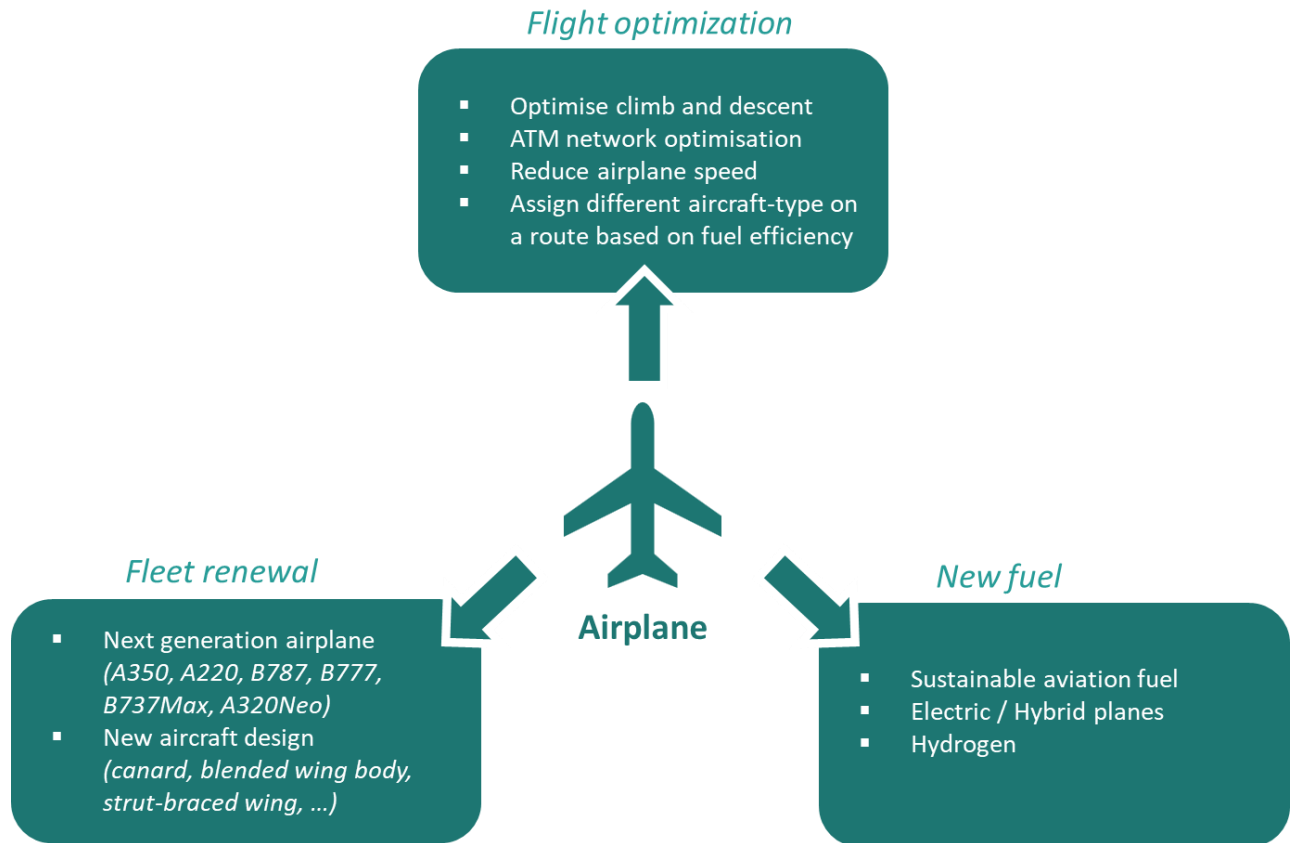 Flight optimization
▪ Optimise climb and descent
▪ ATM network optimisation
▪ Reduce airplane speed
▪ Assign different aircraft-type on
a route based on fuel efficiency
Airplane
Fleet renewal
▪ Next generation airplane
(A350, A220, B787, B777,
B737Max, A320Neo)
▪ New aircraft design
(canard, blended wing body,
strut-braced wing, …)
New fuel
▪ Sustainable aviation fuel
▪ Electric / Hybrid planes
▪ Hydrogen